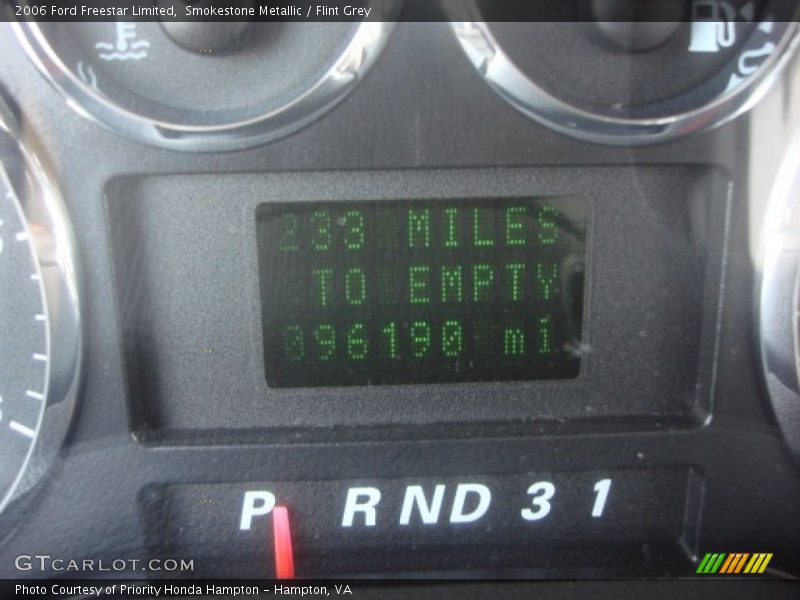 2006 Ford Freestar Limited,  Smokestone Metallic / Flint Grey
233 MILES
TO EMPTY
096190 mi
P RND 3 1
GTCARLOT.COM
Photo Courtesy of Priority Honda Hampton - Hampton, VA